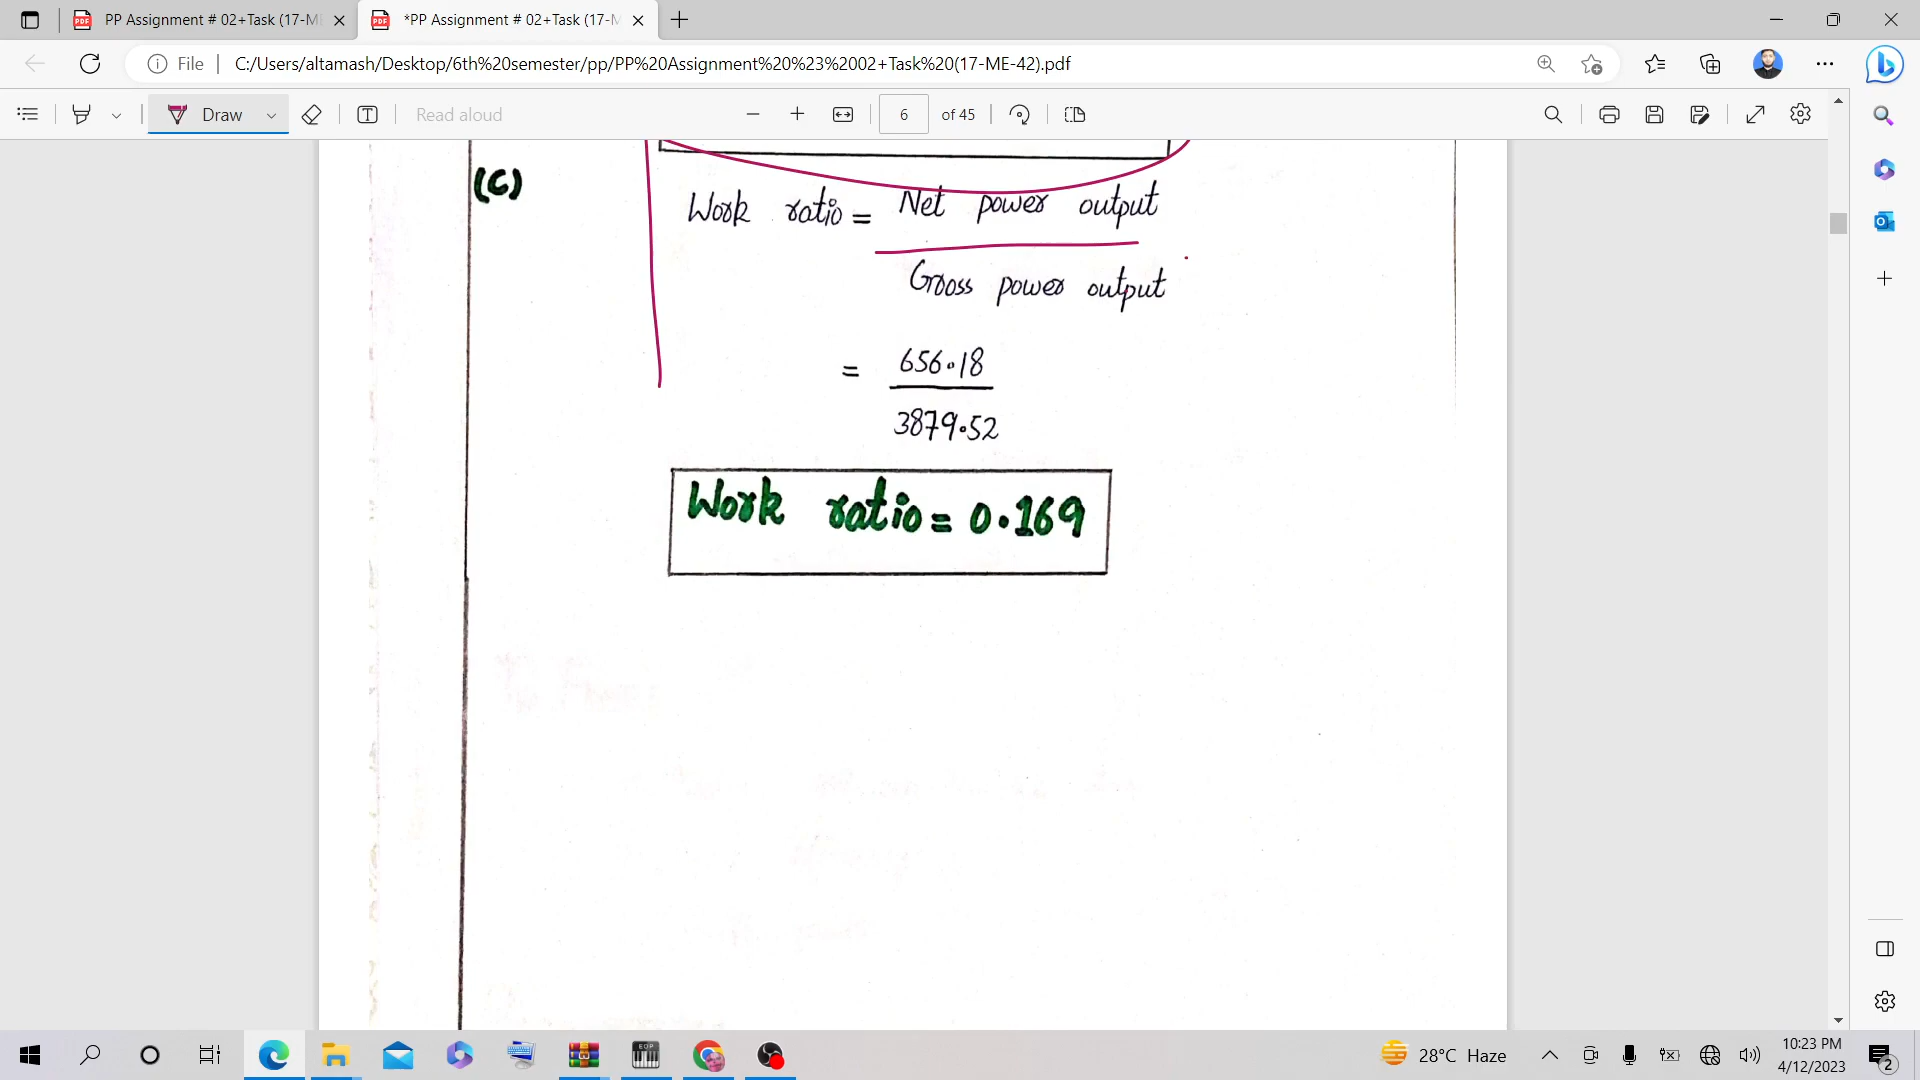 PP Assignment # 02+Task (17-M
*PP Assignment # 02+Task (17-M
File
C:/Users/altamash/Desktop/6th%20semester/pp/PP%20Assignment%20%23%2002+Task%20(17-ME-42).pdf
Draw
Read aloud
6 of 45
(C)
Work ratio = Net power output
Gross power output
= 656.18
3879.52
Work ratio = 0.169
28°C Haze
10:23 PM
4/12/2023
2